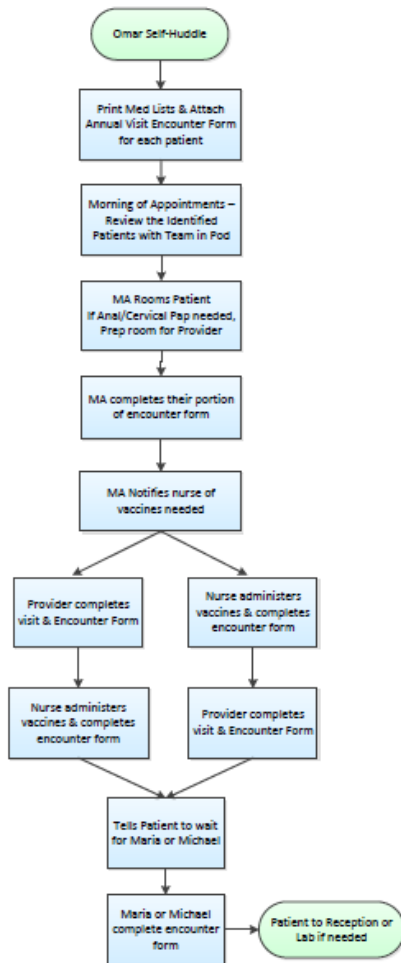 Omar Self-Huddle
Print Med Lists & Attach
Annual Visit Encounter Form
for each patient
Morning of Appointments –
Review the Identified
Patients with Team in Pod
MA Rooms Patient
If Anal/Cervical Pap needed,
Prep room for Provider
MA completes their portion
of encounter form
MA Notifies nurse of
vaccines needed
Provider completes
visit & Encounter Form
Nurse administers
vaccines & completes
encounter form
Nurse administers
vaccines & completes
encounter form
Provider completes
visit & Encounter Form
Tells Patient to wait
for Maria or Michael
Maria or Michael
complete encounter
form
Patient to Reception or
Lab if needed